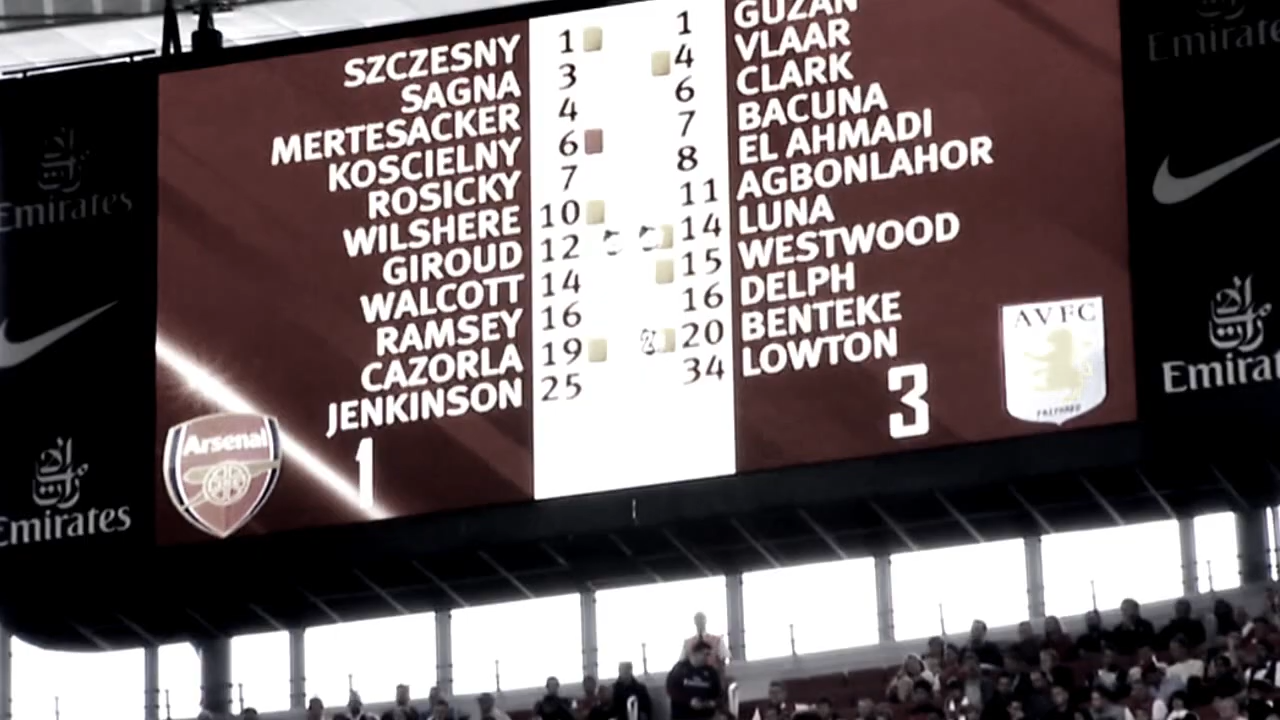 SZCZESNY 1 1 GUZAN
SAGNA 3 4 VLAAR
MERTESACKER 4 6 CLARK
KOSCIELNY 6 7 BACUNA
ROSICKY 7 8 EL AHMADI
WILSHERE 10 11 AGBONLAHOR
GIROUD 12 14 LUNA
WALCOTT 14 15 WESTWOOD
RAMSEY 16 16 DELPH
CAZORLA 19 2 20 BENTEKE
JENKINSON 25 34 LOWTON
1 3
Arsenal
AVFC
PREPARED
Emirates
Emirates
Emirates
Emirates